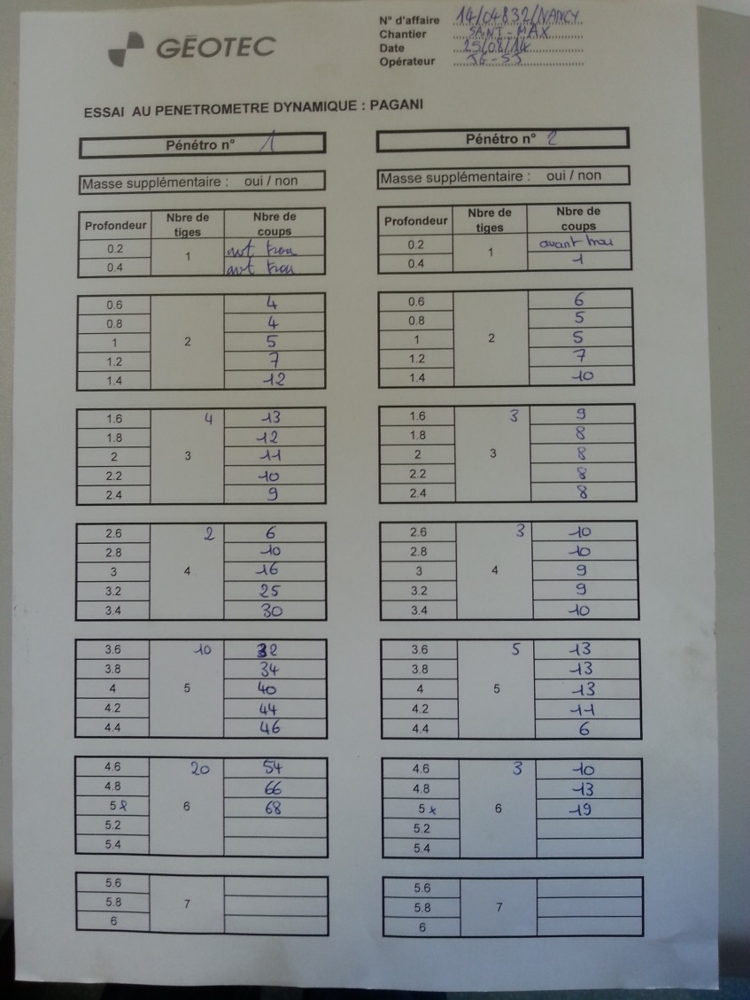 GÉOTEC
N° d'affaire 14/04832/NANCY
Chantier SAINT-MAX
Date 25/08/14
Opérateur JG-SJ
ESSAI AU PENETROMETRE DYNAMIQUE : PAGANI
Pénétro n° 1
Masse supplémentaire : oui / non
Profondeur Nbre de tiges Nbre de coups
0.2 1 avt trou
0.4 avt trou
0.6 2 4
0.8 4
1 5
1.2 7
1.4 12
1.6 3 4 13
1.8 12
2 11
2.2 10
2.4 9
2.6 4 2 6
2.8 10
3 16
3.2 25
3.4 30
3.6 5 10 32
3.8 34
4 40
4.2 44
4.4 46
4.6 6 20 54
4.8 66
5 x 68
5.2
5.4
5.6 7
5.8
6
Pénétro n° 2
Masse supplémentaire : oui / non
Profondeur Nbre de tiges Nbre de coups
0.2 1 avant trou
0.4 1
0.6 2 6
0.8 5
1 5
1.2 7
1.4 10
1.6 3 3 9
1.8 8
2 8
2.2 8
2.4 8
2.6 4 3 10
2.8 10
3 9
3.2 9
3.4 10
3.6 5 5 13
3.8 13
4 13
4.2 11
4.4 6
4.6 6 3 10
4.8 13
5 x 19
5.2
5.4
5.6 7
5.8
6